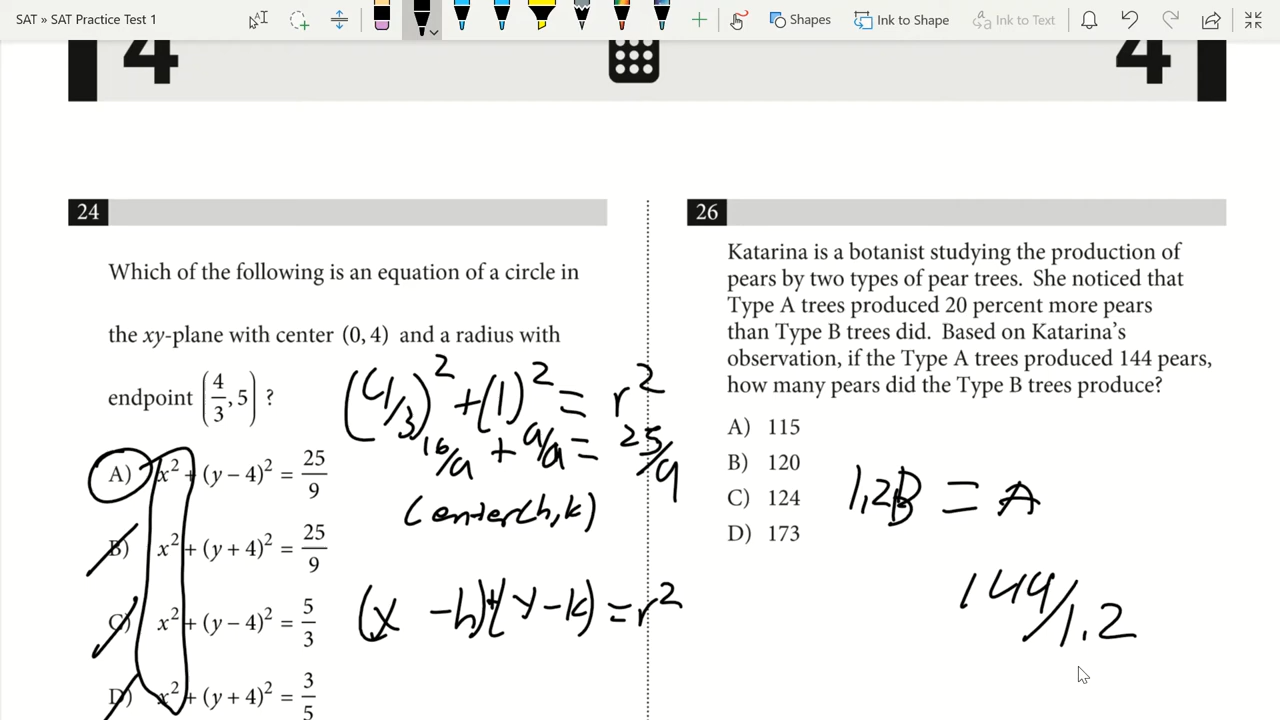 SAT » SAT Practice Test 1
Shapes
Ink to Shape
Ink to Text
4
4
24
Which of the following is an equation of a circle in
the xy-plane with center (0, 4) and a radius with
endpoint (4/3, 5) ?
A) x² + (y – 4)² = 25/9
B) x² + (y + 4)² = 25/9
C) x² + (y – 4)² = 5/3
D) x² + (y + 4)² = 3/5
(4/3)² + (1)² = r²
16/9 + 9/9 = 25/9
Center(h,k)
(x - h)+(y - k) = r²
26
Katarina is a botanist studying the production of
pears by two types of pear trees. She noticed that
Type A trees produced 20 percent more pears
than Type B trees did. Based on Katarina's
observation, if the Type A trees produced 144 pears,
how many pears did the Type B trees produce?
A) 115
B) 120
C) 124
D) 173
1.2B = A
144/1.2